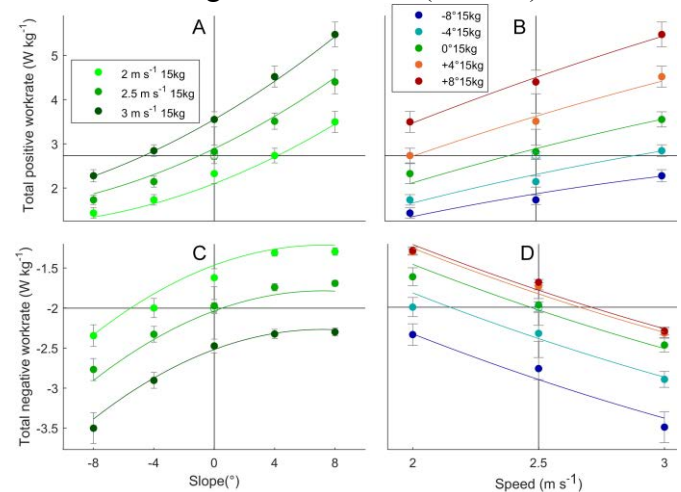 A
B
-8°15kg
-4°15kg
0°15kg
+4°15kg
+8°15kg
2 m s⁻¹ 15kg
2.5 m s⁻¹ 15kg
3 m s⁻¹ 15kg
Total positive workrate (W kg⁻¹)
5
4
3
2
C
D
Total negative workrate (W kg⁻¹)
-1.5
-2
-2.5
-3
-3.5
-8 -4 0 4 8
2 2.5 3
Slope(°)
Speed (m s⁻¹)